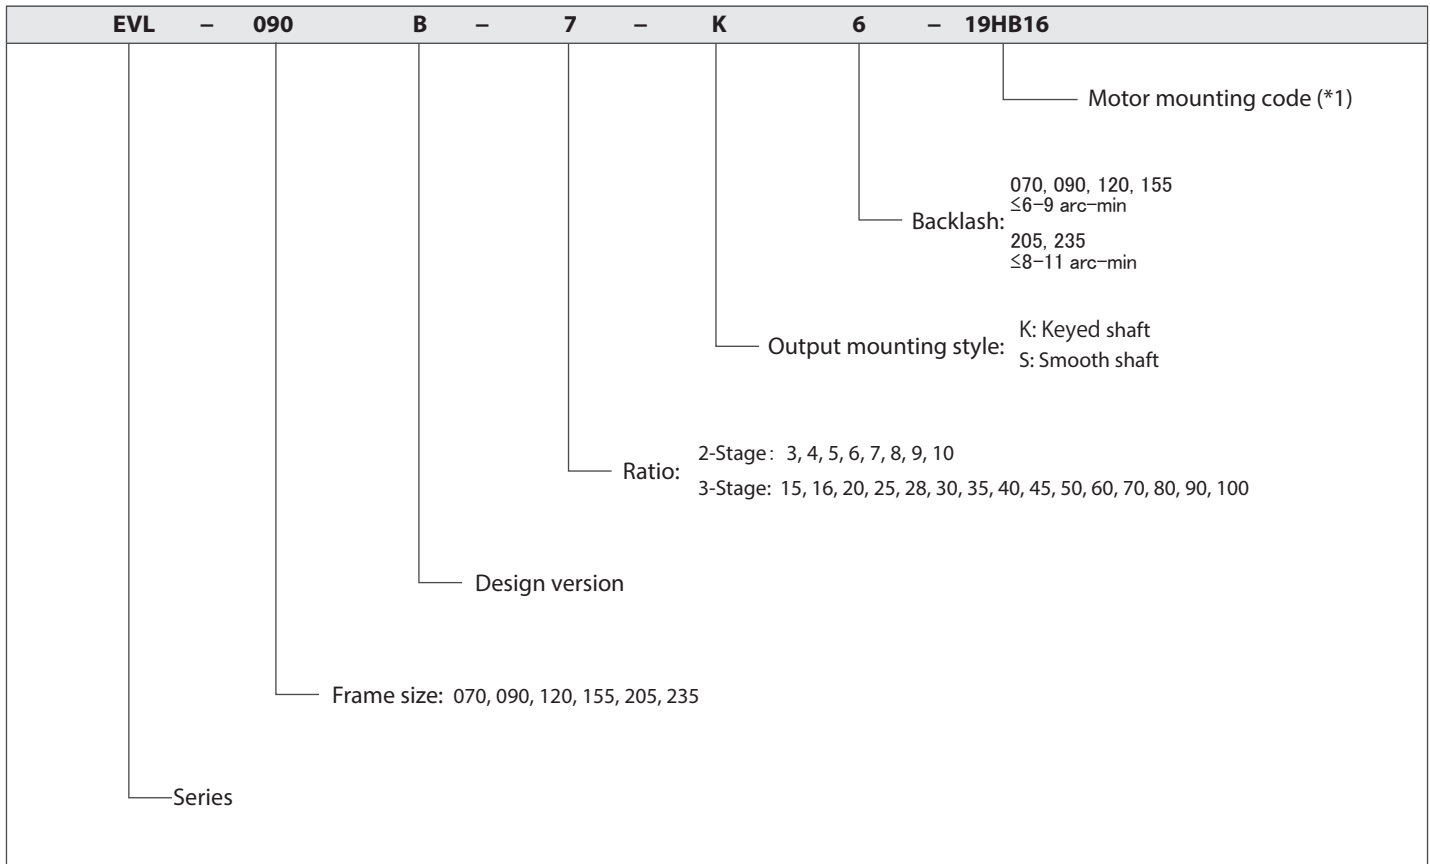 EVL – 090 B – 7 – K 6 – 19HB16
Motor mounting code (*1)
Backlash:
070, 090, 120, 155
≤6−9 arc−min
205, 235
≤8−11 arc−min
Output mounting style:
K: Keyed shaft
S: Smooth shaft
Ratio:
2-Stage: 3, 4, 5, 6, 7, 8, 9, 10
3-Stage: 15, 16, 20, 25, 28, 30, 35, 40, 45, 50, 60, 70, 80, 90, 100
Design version
Frame size: 070, 090, 120, 155, 205, 235
Series